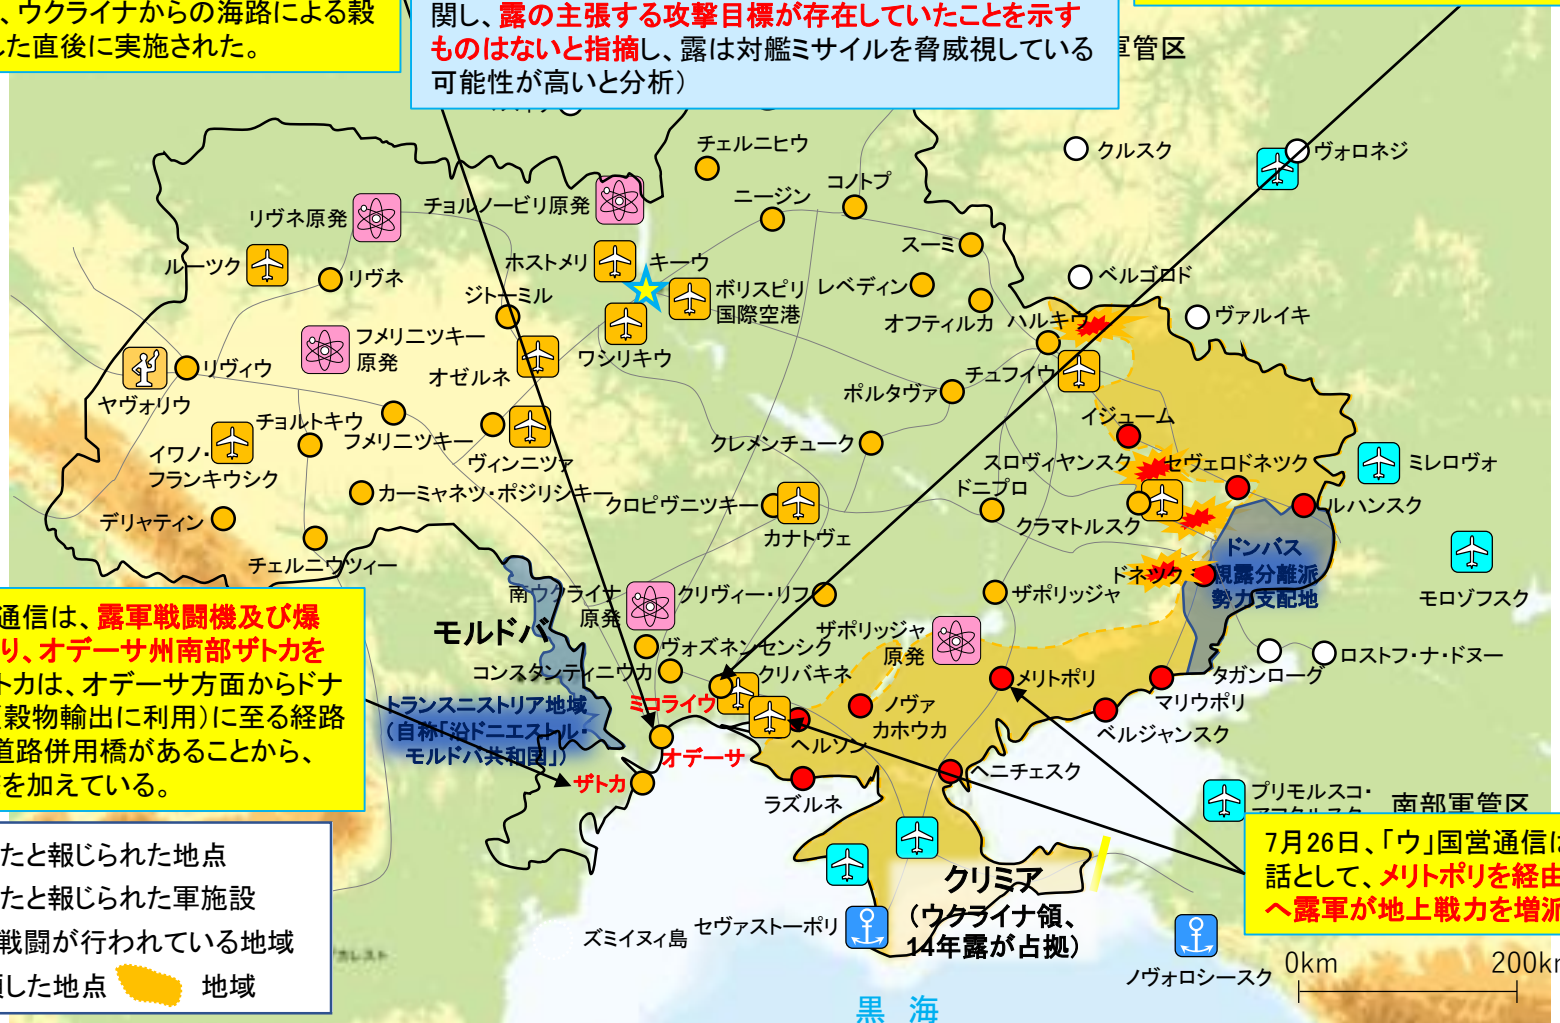 、ウクライナからの海路による穀
した直後に実施された。
関し、露の主張する攻撃目標が存在していたことを示す
ものはないと指摘し、露は対艦ミサイルを脅威視している
可能性が高いと分析）
軍管区
チェルニヒウ
クルスク
ヴォロネジ
リヴネ原発
チョルノービリ原発
ニージン
コノトプ
スーミ
ルーツク
リヴネ
ホストメリ
キーウ
ベルゴロド
ジトーミル
ボリスピリ
国際空港
レベディン
オフティルカ
ハルキウ
ヴァルイキ
フメリニツキー
原発
ワシリキウ
リヴィウ
オゼルネ
チュフイウ
ポルタヴァ
ヤヴォリウ
チョルトキウ
フメリニツキー
イジューム
イワノ・
フランキウシク
ヴィンニツァ
クレメンチューク
スロヴィヤンスク
セヴェロドネツク
ミレロヴォ
カーミャネツ・ポジリシキー
クロピヴニツキー
ドニプロ
クラマトルスク
ルハンスク
デリャティン
カナトヴェ
チェルニウツィー
ドンバス
親露分離派
勢力支配地
ドネツク
モロゾフスク
南ウクライナ
原発
クリヴィー・リフ
ザポリッジャ
モルドバ
ザポリッジャ
原発
ヴォズネンセンシク
コンスタンティニウカ
クリバキネ
メリトポリ
タガンローグ
ロストフ・ナ・ドヌー
マリウポリ
通信は、露軍戦闘機及び爆
り、オデーサ州南部ザトカを
トカは、オデーサ方面からドナ
（穀物輸出に利用）に至る経路
道路併用橋があることから、
を加えている。
トランスニストリア地域
（自称「沿ドニエストル・
モルドバ共和国」）
ミコライウ
ノヴァ
カホウカ
ベルジャンスク
ヘルソン
オデーサ
ザトカ
ヘニチェスク
ラズルネ
プリモルスコ・
南部軍管区
7月26日、「ウ」国営通信は
話として、メリトポリを経由
へ露軍が地上戦力を増派
たと報じられた地点
たと報じられた軍施設
戦闘が行われている地域
した地点
地域
クリミア
（ウクライナ領、
14年露が占拠）
セヴァストーポリ
ズミイヌィ島
ノヴォロシースク
0km
200km
黒 海